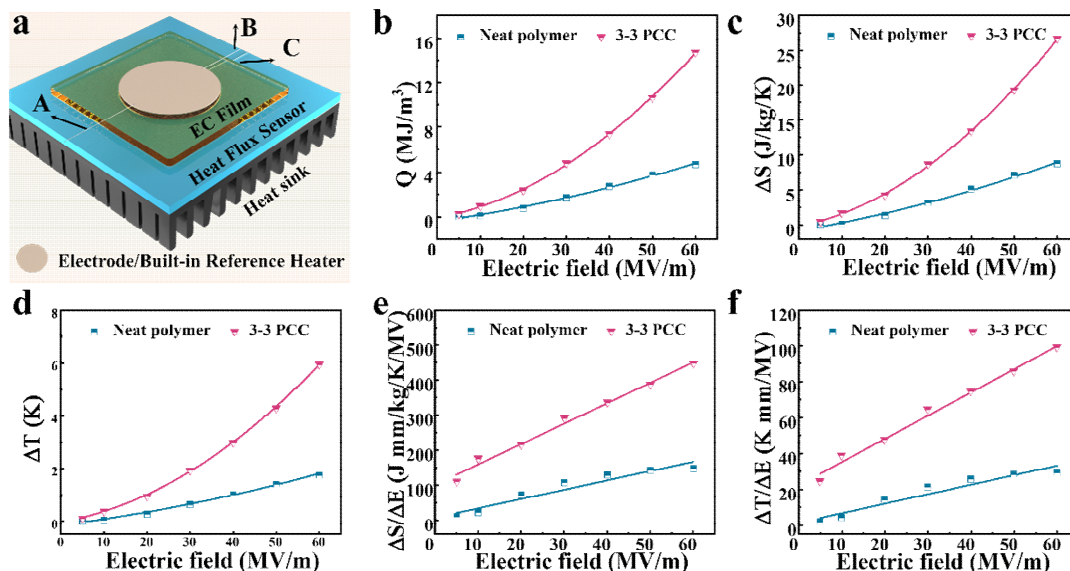 a
B
C
A
EC Film
Heat Flux Sensor
Heat sink
Electrode/Built-in Reference Heater
b
Neat polymer
3-3 PCC
Q (MJ/m³)
16
12
8
4
0
0 10 20 30 40 50 60
Electric field (MV/m)
c
Neat polymer
3-3 PCC
ΔS (J/kg/K)
30
25
20
15
10
5
0
0 10 20 30 40 50 60
Electric field (MV/m)
d
Neat polymer
3-3 PCC
ΔT (K)
8
6
4
2
0
0 10 20 30 40 50 60
Electric field (MV/m)
e
Neat polymer
3-3 PCC
ΔS/ΔE (J mm/kg/K/MV)
600
500
400
300
200
100
0
0 10 20 30 40 50 60
Electric field (MV/m)
f
Neat polymer
3-3 PCC
ΔT/ΔE (K mm/MV)
120
100
80
60
40
20
0
0 10 20 30 40 50 60
Electric field (MV/m)